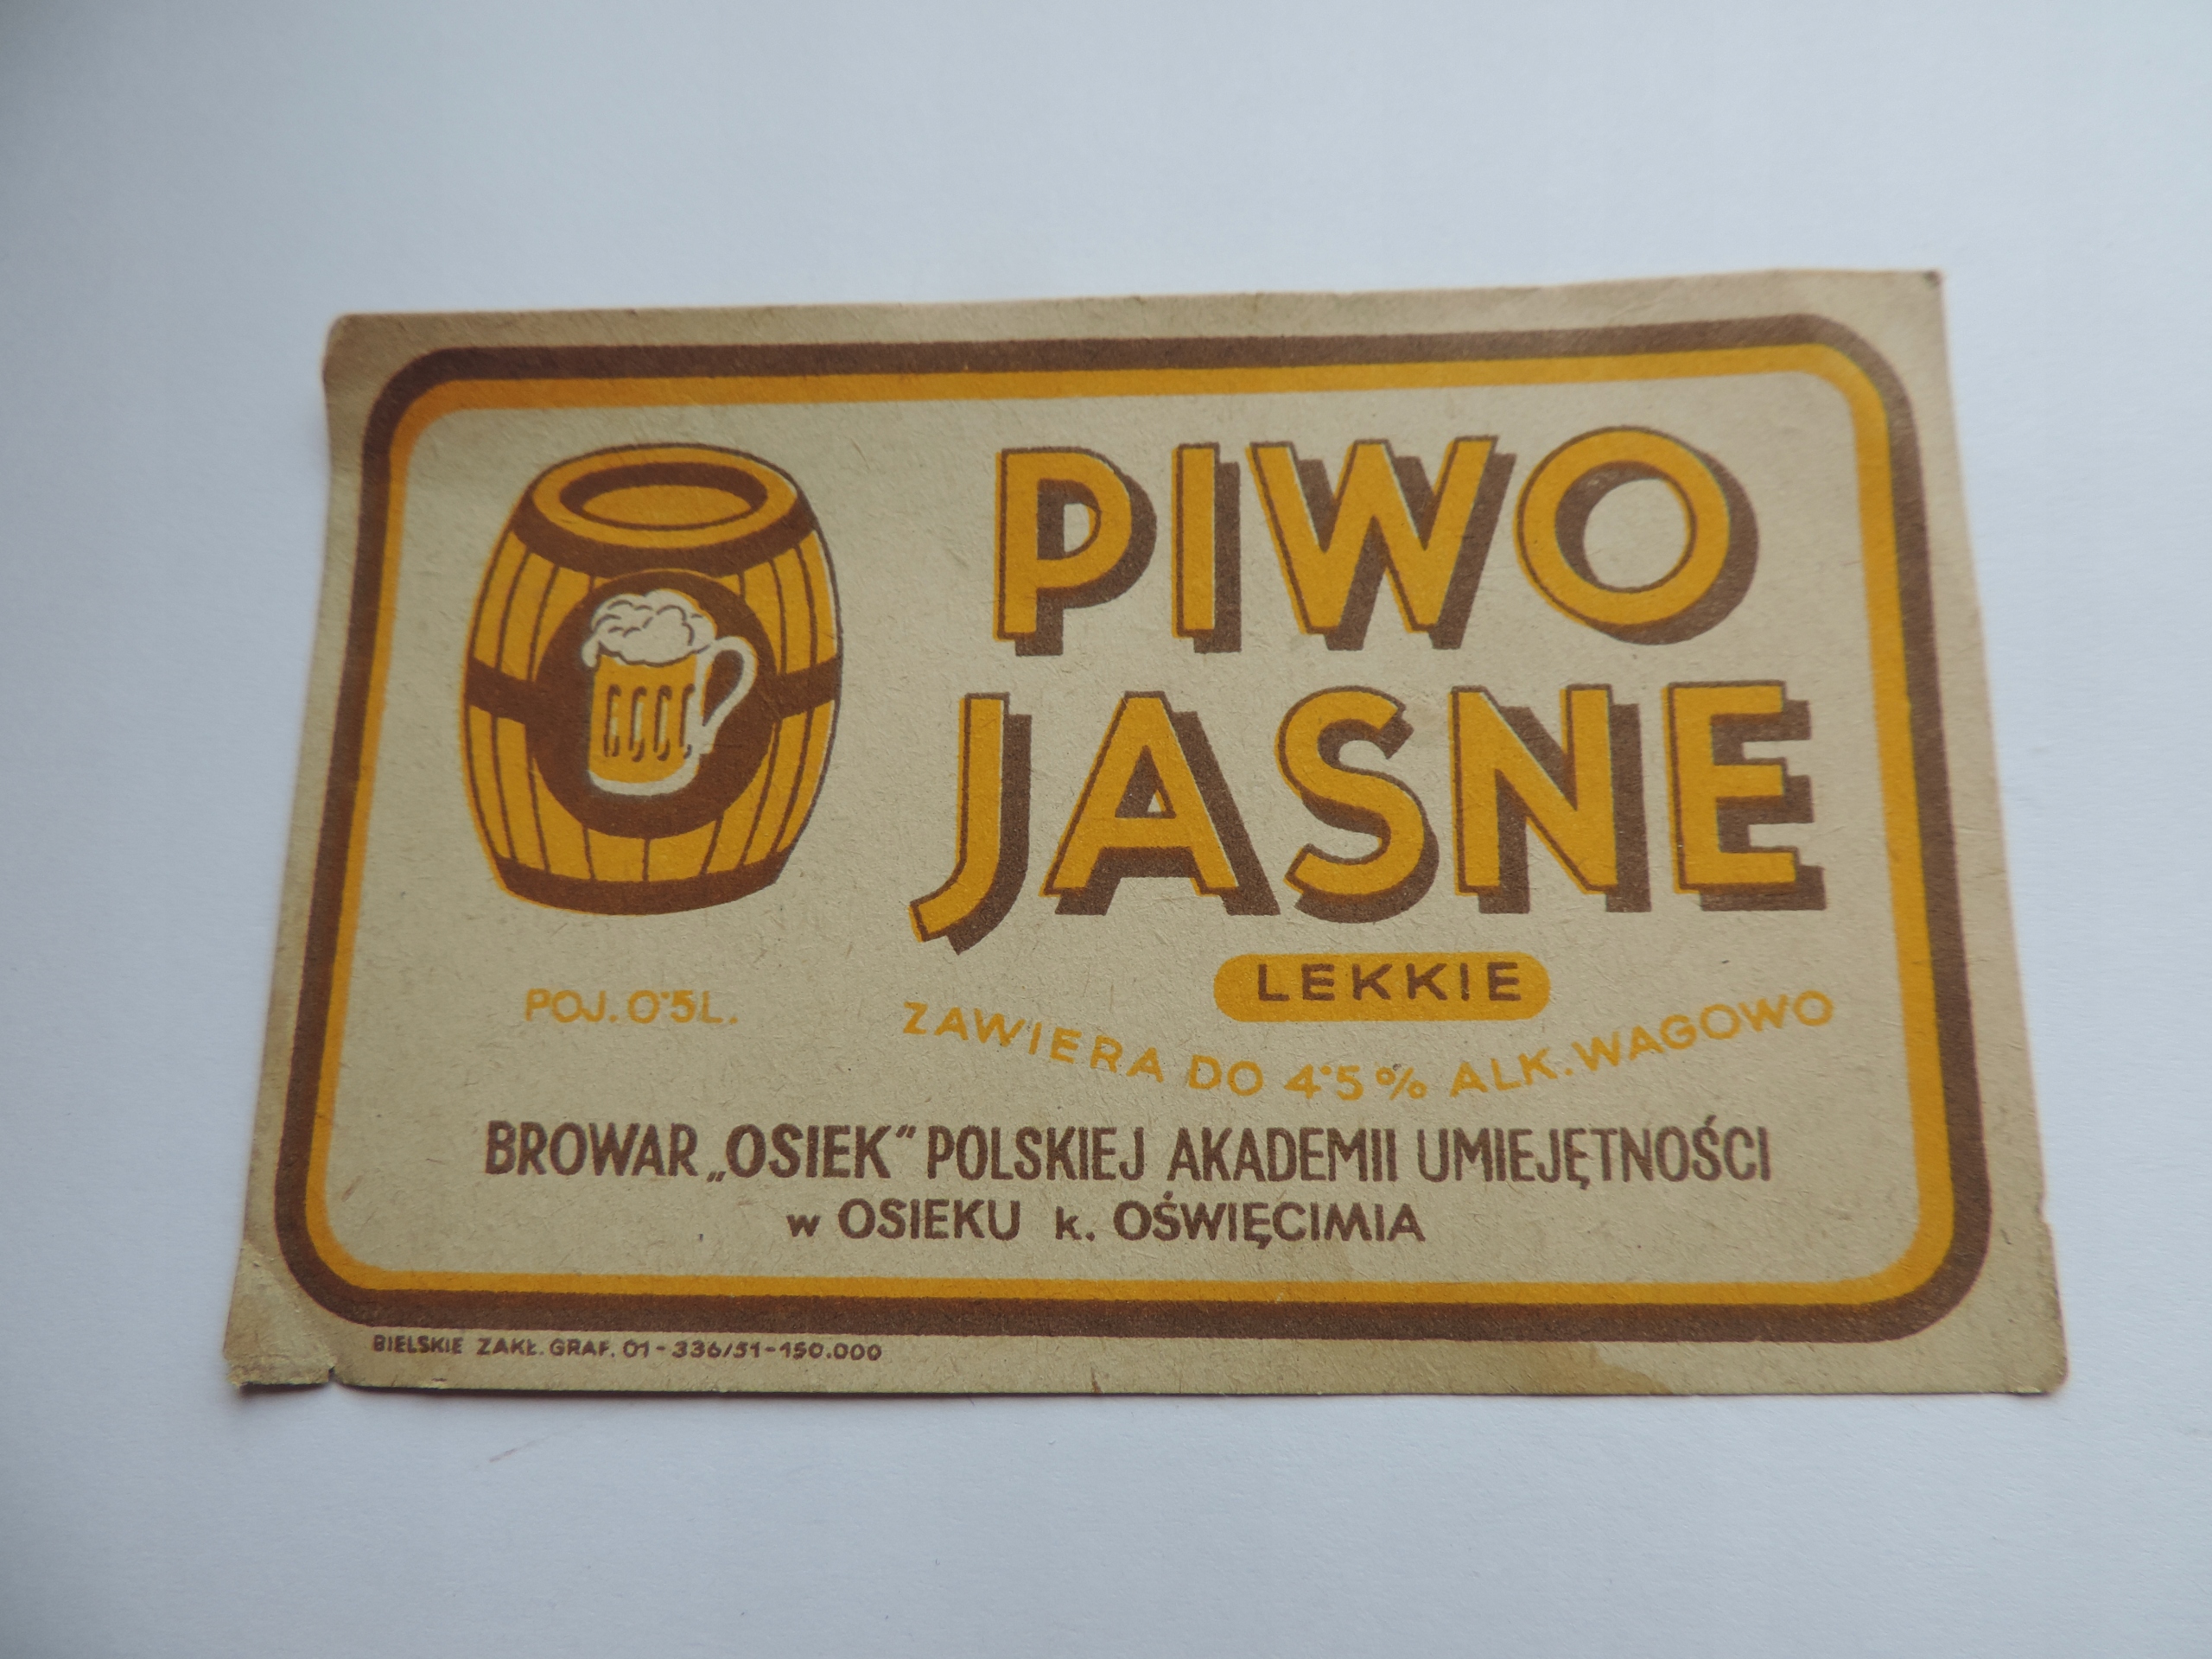 PIWO
JASNE
LEKKIE
POJ. 0•5 L.
ZAWIERA DO 4•5 % ALK. WAGOWO
BROWAR „OSIEK” POLSKIEJ AKADEMII UMIEJĘTNOŚCI
w OSIEKU k. OŚWIĘCIMIA
BIELSKIE ZAKŁ. GRAF. 01-336/51-150.000